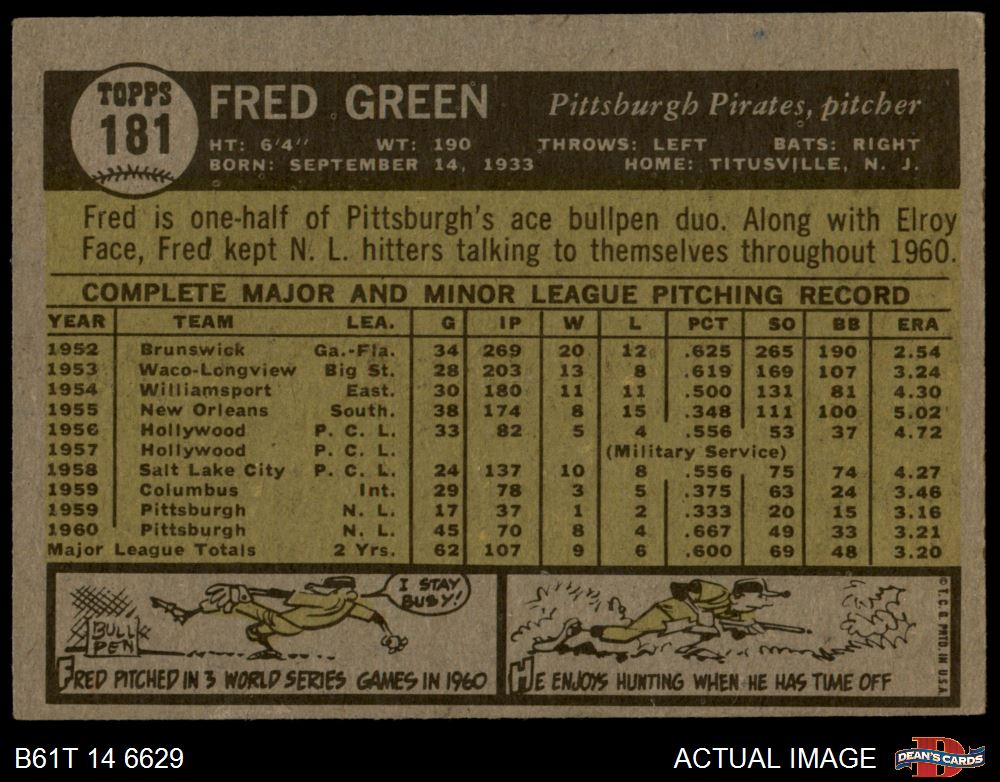 TOPPS
181
FRED GREEN
Pittsburgh Pirates, pitcher
HT: 6'4" WT: 190 THROWS: LEFT BATS: RIGHT
BORN: SEPTEMBER 14, 1933 HOME: TITUSVILLE, N. J.
Fred is one-half of Pittsburgh's ace bullpen duo. Along with Elroy
Face, Fred kept N. L. hitters talking to themselves throughout 1960.
COMPLETE MAJOR AND MINOR LEAGUE PITCHING RECORD
YEAR TEAM LEA. G IP W L PCT SO BB ERA
1952 Brunswick Ga.-Fla. 34 269 20 12 .625 265 190 2.54
1953 Waco-Longview Big St. 28 203 13 8 .619 169 107 3.24
1954 Williamsport East. 30 180 11 11 .500 131 81 4.30
1955 New Orleans South. 38 174 8 15 .348 111 100 5.02
1956 Hollywood P. C. L. 33 82 5 4 .556 53 37 4.72
1957 Hollywood P. C. L. (Military Service)
1958 Salt Lake City P. C. L. 24 137 10 8 .556 75 74 4.27
1959 Columbus Int. 29 78 3 5 .375 63 24 3.46
1959 Pittsburgh N. L. 17 37 1 2 .333 20 15 3.16
1960 Pittsburgh N. L. 45 70 8 4 .667 49 33 3.21
Major League Totals 2 Yrs. 62 107 9 6 .600 69 48 3.20
I STAY
BUSY!
BULL
PEN
FRED PITCHED IN 3 WORLD SERIES GAMES IN 1960
HE ENJOYS HUNTING WHEN HE HAS TIME OFF
© T. C. G. PRTD. IN U.S.A.
B61T 14 6629
ACTUAL IMAGE
D
DEAN'S CARDS